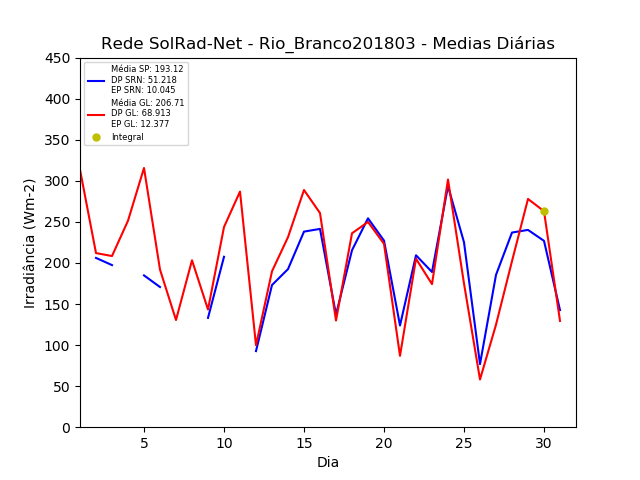 Rede SolRad-Net - Rio_Branco201803 - Medias Diárias
Irradiância (Wm-2)
450
400
350
300
250
200
150
100
50
0
Média SP: 193.12
DP SRN: 51.218
EP SRN: 10.045
Média GL: 206.71
DP GL: 68.913
EP GL: 12.377
Integral
5
10
15
20
25
30
Dia